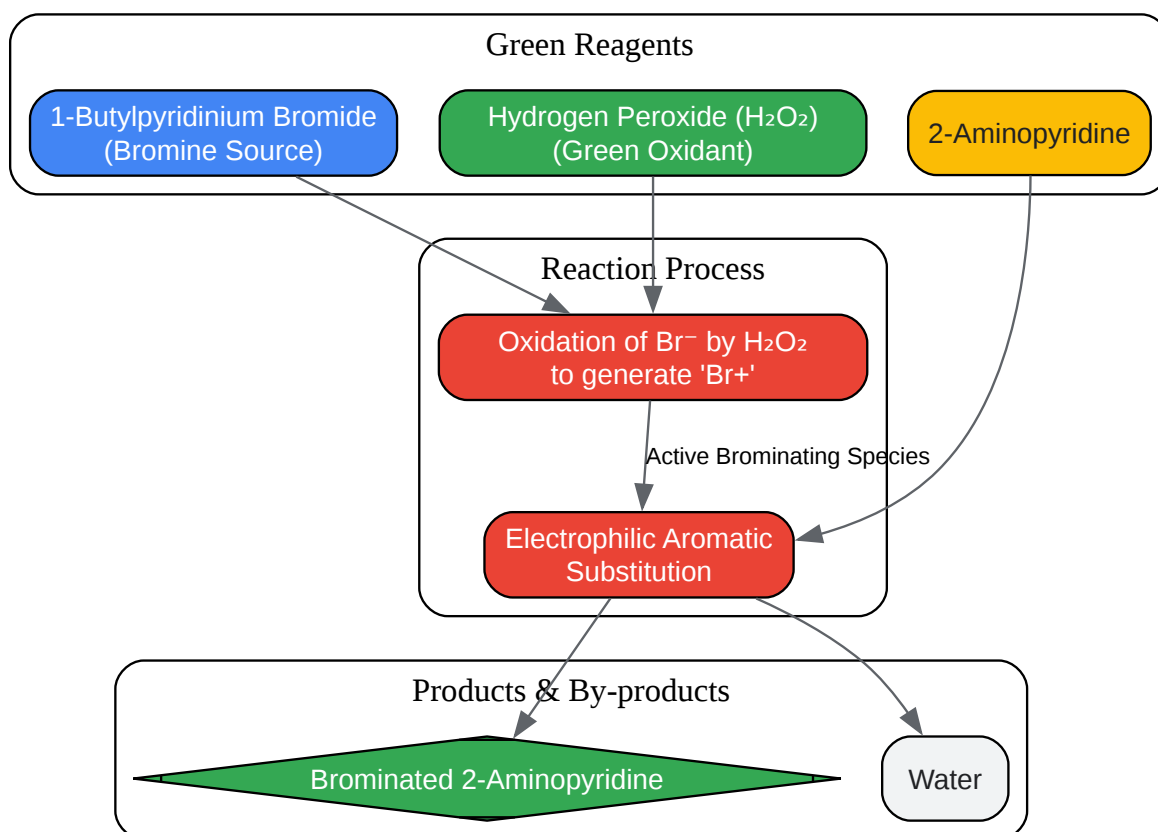 Green Reagents
1-Butylpyridinium Bromide
(Bromine Source)
Hydrogen Peroxide (H₂O₂)
(Green Oxidant)
2-Aminopyridine
Reaction Process
Oxidation of Br⁻ by H₂O₂
to generate 'Br+'
Active Brominating Species
Electrophilic Aromatic
Substitution
Products & By-products
Brominated 2-Aminopyridine
Water